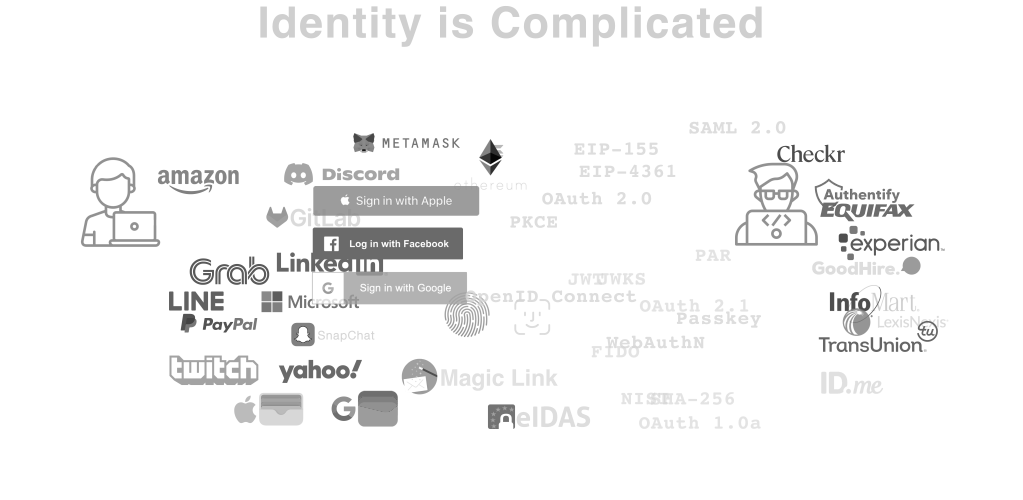 Identity is Complicated
SAML 2.0
METAMASK
EIP-155
Checkr
EIP-4361
amazon
Discord
ethereum
Authentify
Sign in with Apple
OAuth 2.0
EQUIFAX
GitLab
PKCE
Log in with Facebook
experian
PAR
LinkedIn
GoodHire.
Grab
JWT
JWKS
Sign in with Google
OpenID Connect
LINE
Microsoft
OAuth 2.1
InfoMart
Passkey
PayPal
LexisNexis
SnapChat
WebAuthN
tu
TransUnion
FIDO
twitch
yahoo!
Magic Link
ID.me
NIST
SHA-256
G
eIDAS
OAuth 1.0a